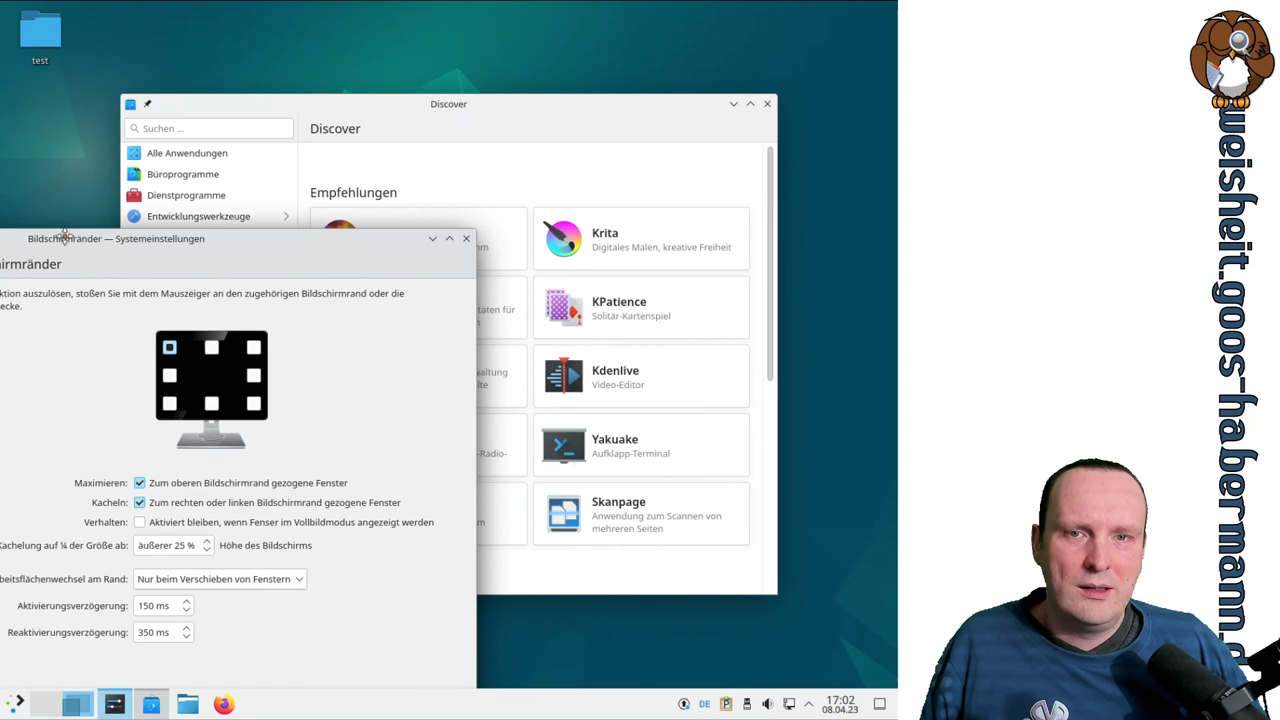 test
Discover
Suchen ...
Discover
Alle Anwendungen
Büroprogramme
Dienstprogramme
Entwicklungswerkzeuge
Empfehlungen
Krita
Digitales Malen, kreative Freiheit
KPatience
Solitär-Kartenspiel
Kdenlive
Video-Editor
Yakuake
Aufklapp-Terminal
Skanpage
Anwendung zum Scannen von
mehreren Seiten
— Systemeinstellungen
irmränder
ktion auszulösen, stoßen Sie mit dem Mauszeiger an den zugehörigen Bildschirmrand oder die
ecke.
Maximieren: Zum oberen Bildschirmrand gezogene Fenster
Kacheln: Zum rechten oder linken Bildschirmrand gezogene Fenster
Verhalten: Aktiviert bleiben, wenn Fenser im Vollbildmodus angezeigt werden
Kachelung auf ¼ der Größe ab: äußerer 25 % Höhe des Bildschirms
beitsflächenwechsel am Rand: Nur beim Verschieben von Fenstern
Aktivierungsverzögerung: 150 ms
Reaktivierungsverzögerung: 350 ms
DE
17:02
08.04.23
weisheit.goos-habermann.d